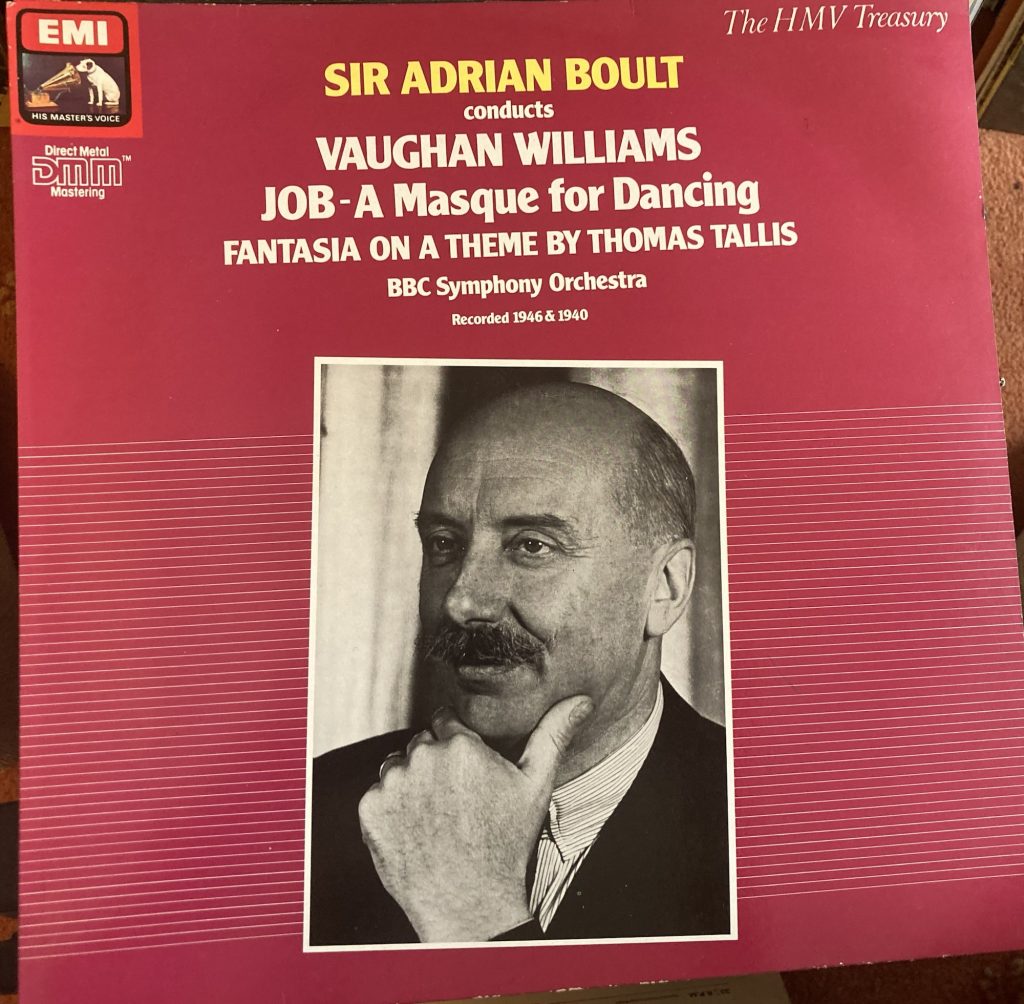 EMI
HIS MASTER'S VOICE
Direct Metal
DMM™
Mastering
The HMV Treasury
SIR ADRIAN BOULT
conducts
VAUGHAN WILLIAMS
JOB - A Masque for Dancing
FANTASIA ON A THEME BY THOMAS TALLIS
BBC Symphony Orchestra
Recorded 1946 & 1940